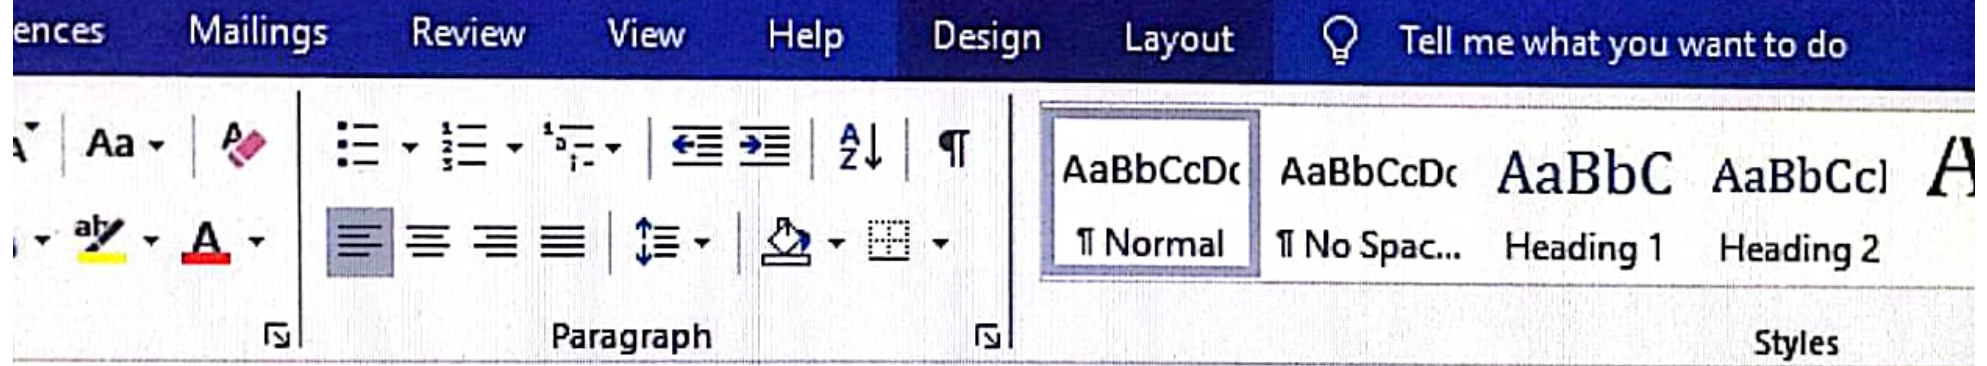 ences Mailings Review View Help Design Layout Tell me what you want to do
Aa
AaBbCcDc AaBbCcDc AaBbC AaBbCcl A
¶ Normal ¶ No Spac... Heading 1 Heading 2
Paragraph Styles